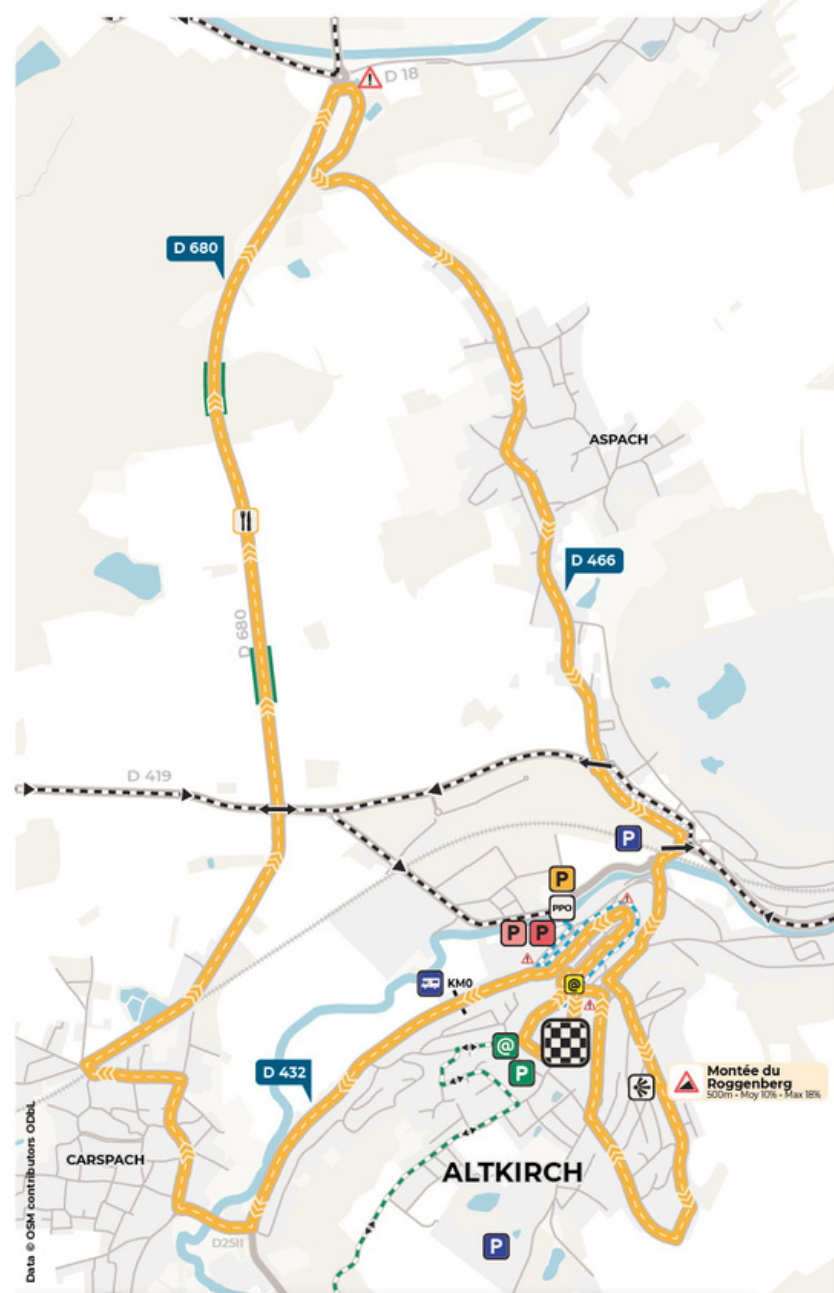 D 18
D 680
ASPACH
D 466
D 680
D 419
P
P
PPO
P
P
KM0
@
@
P
D 432
Montée du
Roggenberg
500m - Moy 10% - Max 18%
CARSPACH
ALTKIRCH
D2SII
P
Data © OSM contributors ODbL